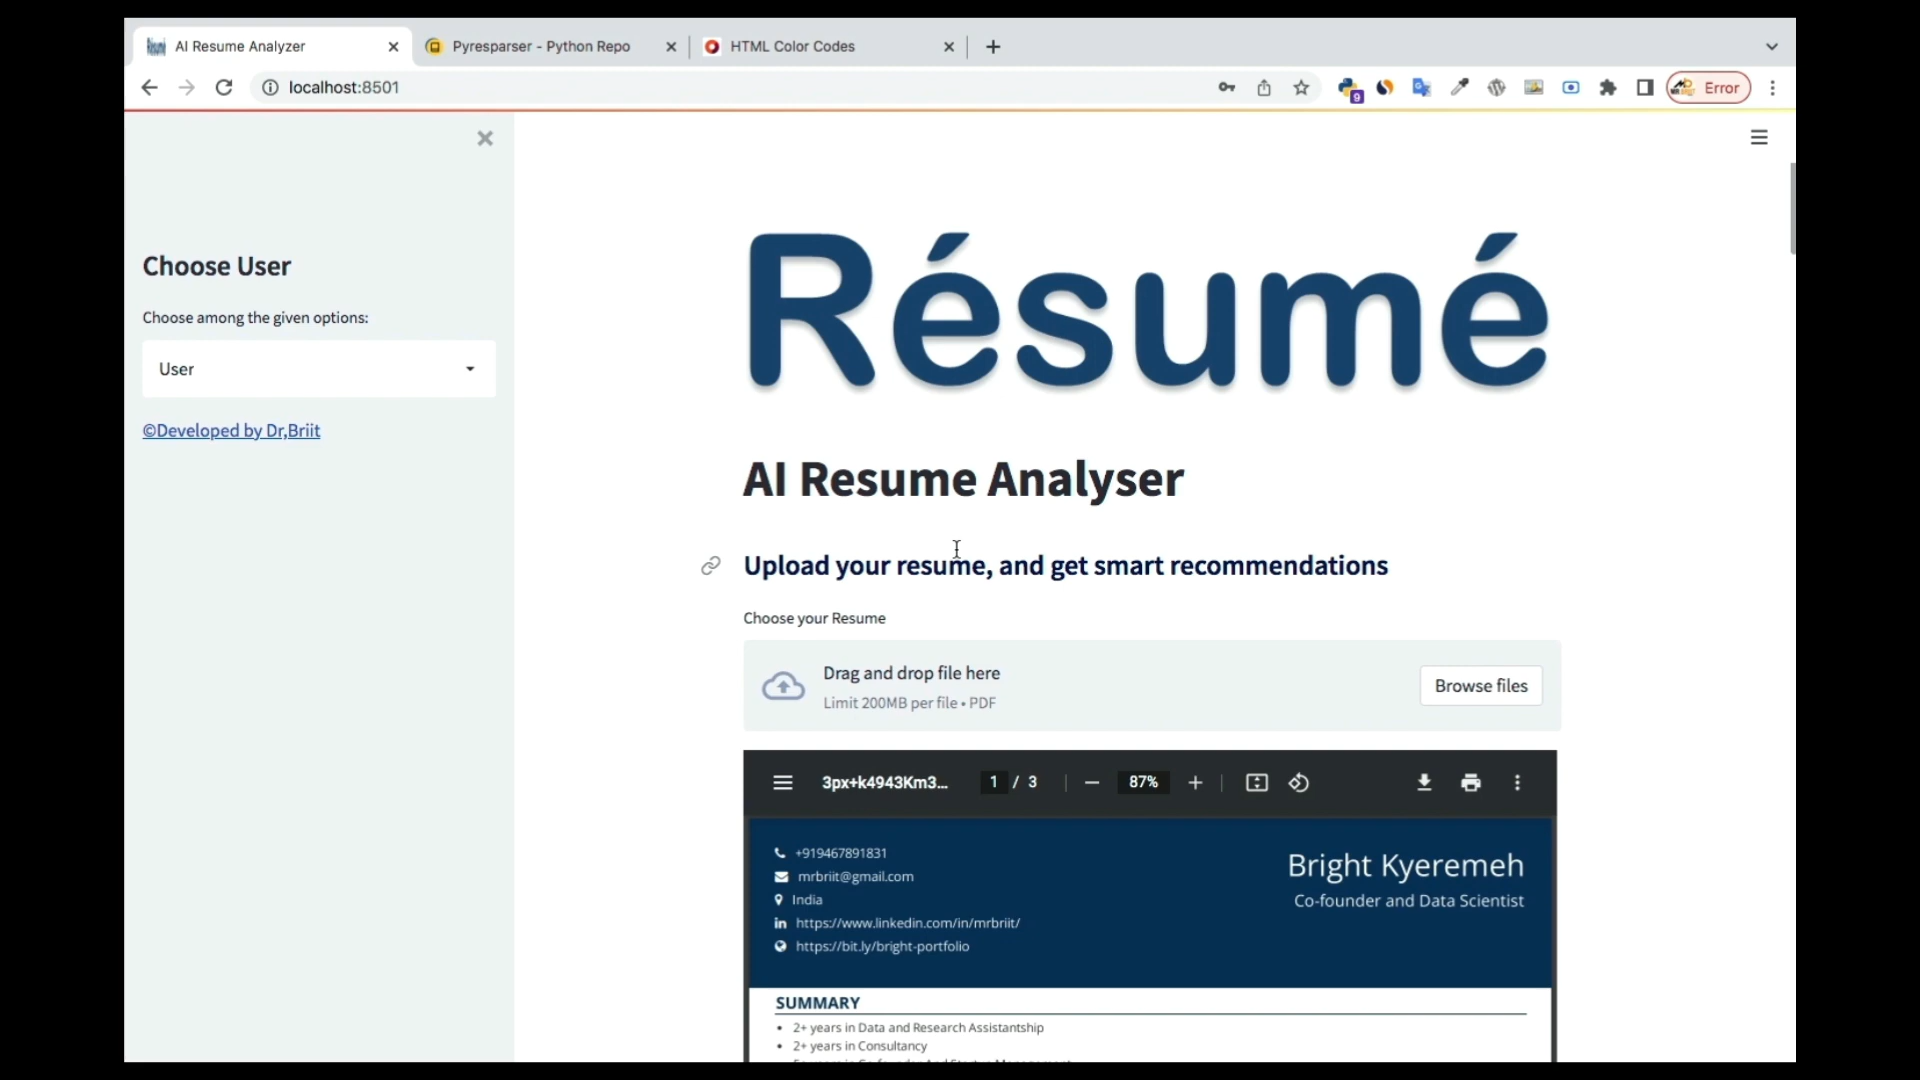 AI Resume Analyzer
Pyresparser - Python Repo
HTML Color Codes
localhost:8501
9
Error
Choose User
Choose among the given options:
User
©Developed by Dr,Briit
Résumé
AI Resume Analyser
Upload your resume, and get smart recommendations
Choose your Resume
Drag and drop file here
Limit 200MB per file • PDF
Browse files
3px+k4943Km3... 1 / 3 87%
+919467891831
mrbriit@gmail.com
India
https://www.linkedin.com/in/mrbriit/
https://bit.ly/bright-portfolio
Bright Kyeremeh
Co-founder and Data Scientist
SUMMARY
• 2+ years in Data and Research Assistantship
• 2+ years in Consultancy